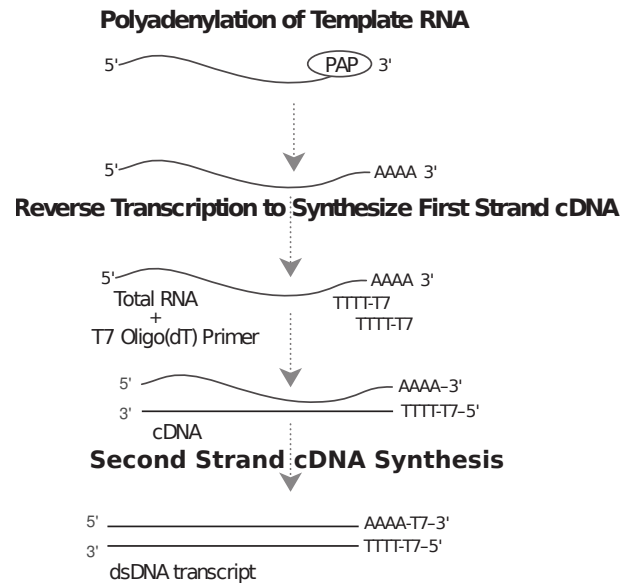 Polyadenylation of Template RNA
5' PAP 3'
5' AAAA 3'
Reverse Transcription to Synthesize First Strand cDNA
5' AAAA 3'
Total RNA TTTT-T7
+ TTTT-T7
T7 Oligo(dT) Primer
5' AAAA–3'
3' TTTT-T7–5'
cDNA
Second Strand cDNA Synthesis
5' AAAA-T7–3'
3' TTTT-T7–5'
dsDNA transcript